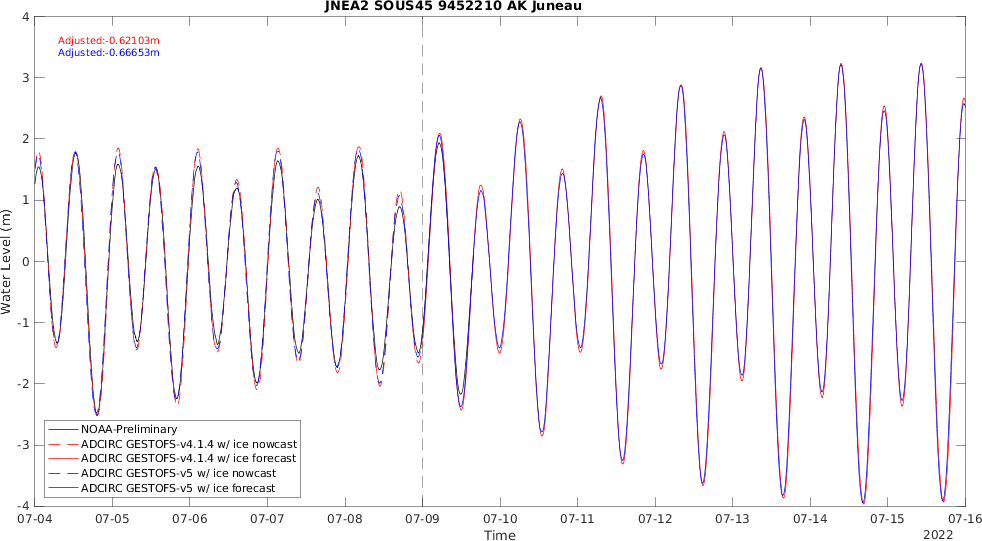 JNEA2 SOUS45 9452210 AK Juneau
4
Adjusted:-0.62103m
Adjusted:-0.66653m
3
2
1
0
-1
-2
-3
-4
Water Level (m)
NOAA-Preliminary
ADCIRC GESTOFS-v4.1.4 w/ ice nowcast
ADCIRC GESTOFS-v4.1.4 w/ ice forecast
ADCIRC GESTOFS-v5 w/ ice nowcast
ADCIRC GESTOFS-v5 w/ ice forecast
07-04 07-05 07-06 07-07 07-08 07-09 07-10 07-11 07-12 07-13 07-14 07-15 07-16
Time 2022